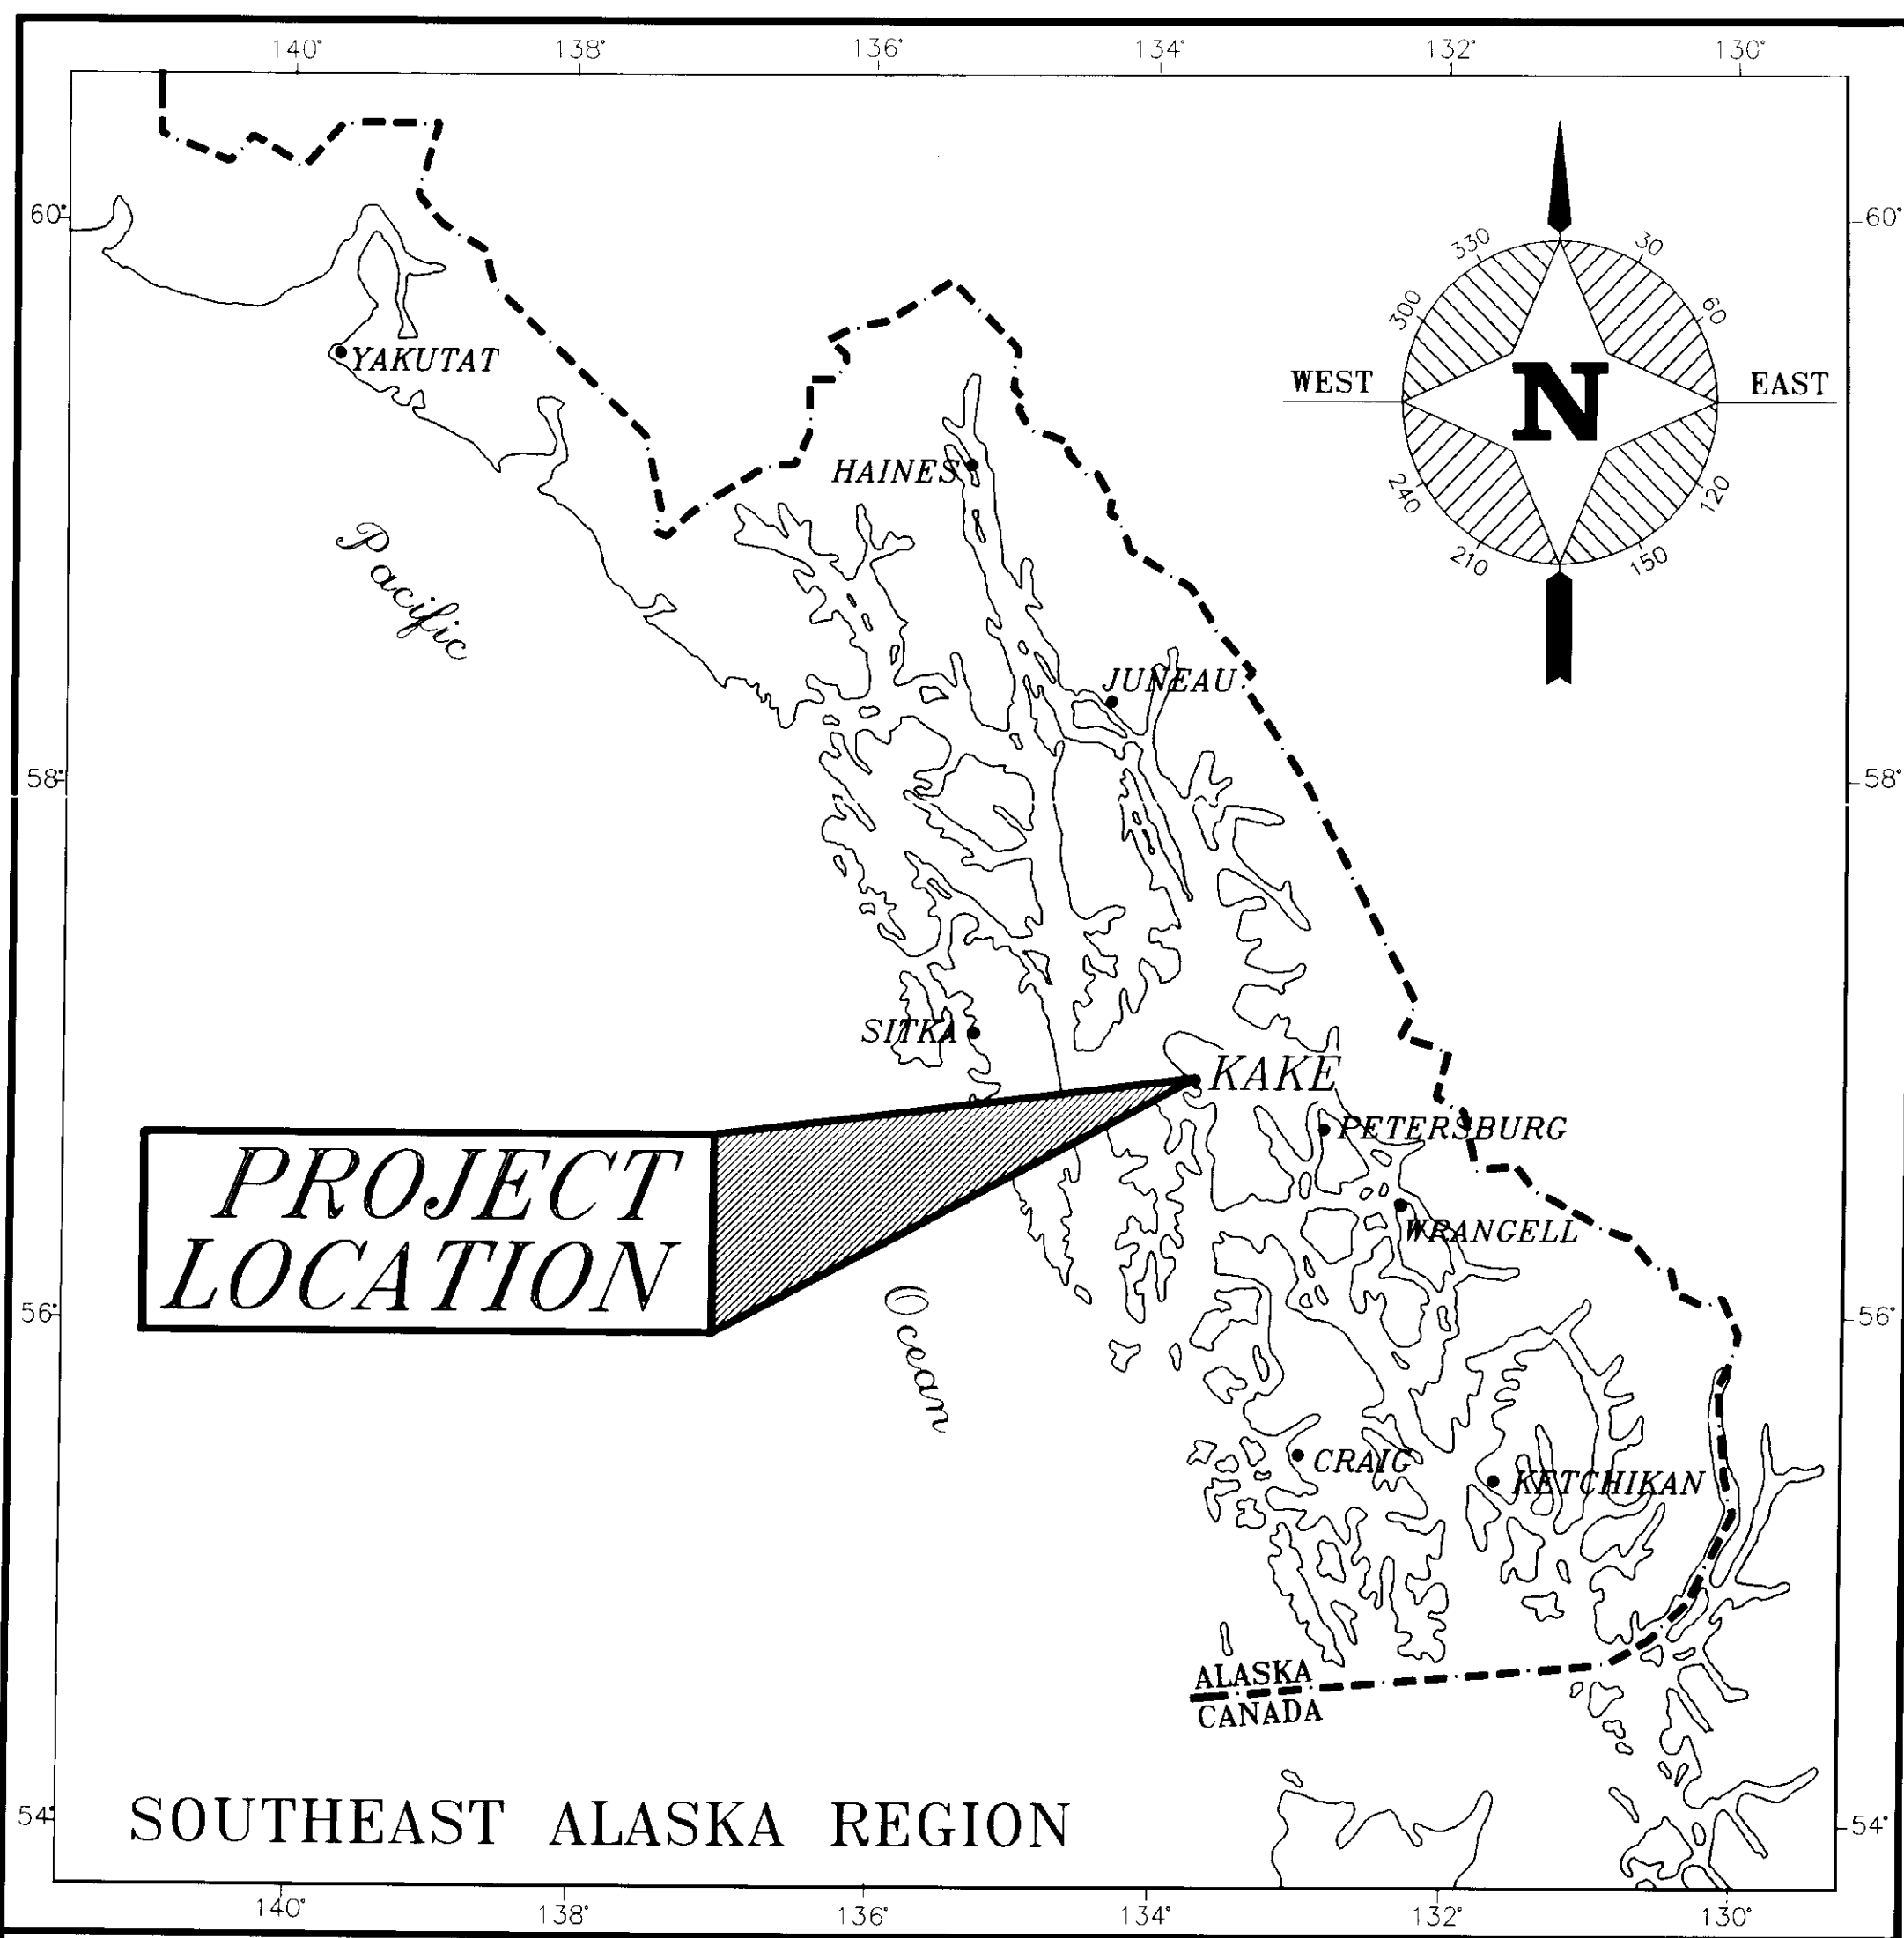 140° 138° 136° 134° 132° 130°
60° 60°
330 30
300 60
WEST N EAST
YAKUTAT
HAINES
240 120
210 150
Pacific
JUNEAU
58° 58°
SITKA
KAKE
PETERSBURG
PROJECT
LOCATION
WRANGELL
56° 56°
Ocean
CRAIG
KETCHIKAN
ALASKA
CANADA
SOUTHEAST ALASKA REGION
54° 54°
140° 138° 136° 134° 132° 130°